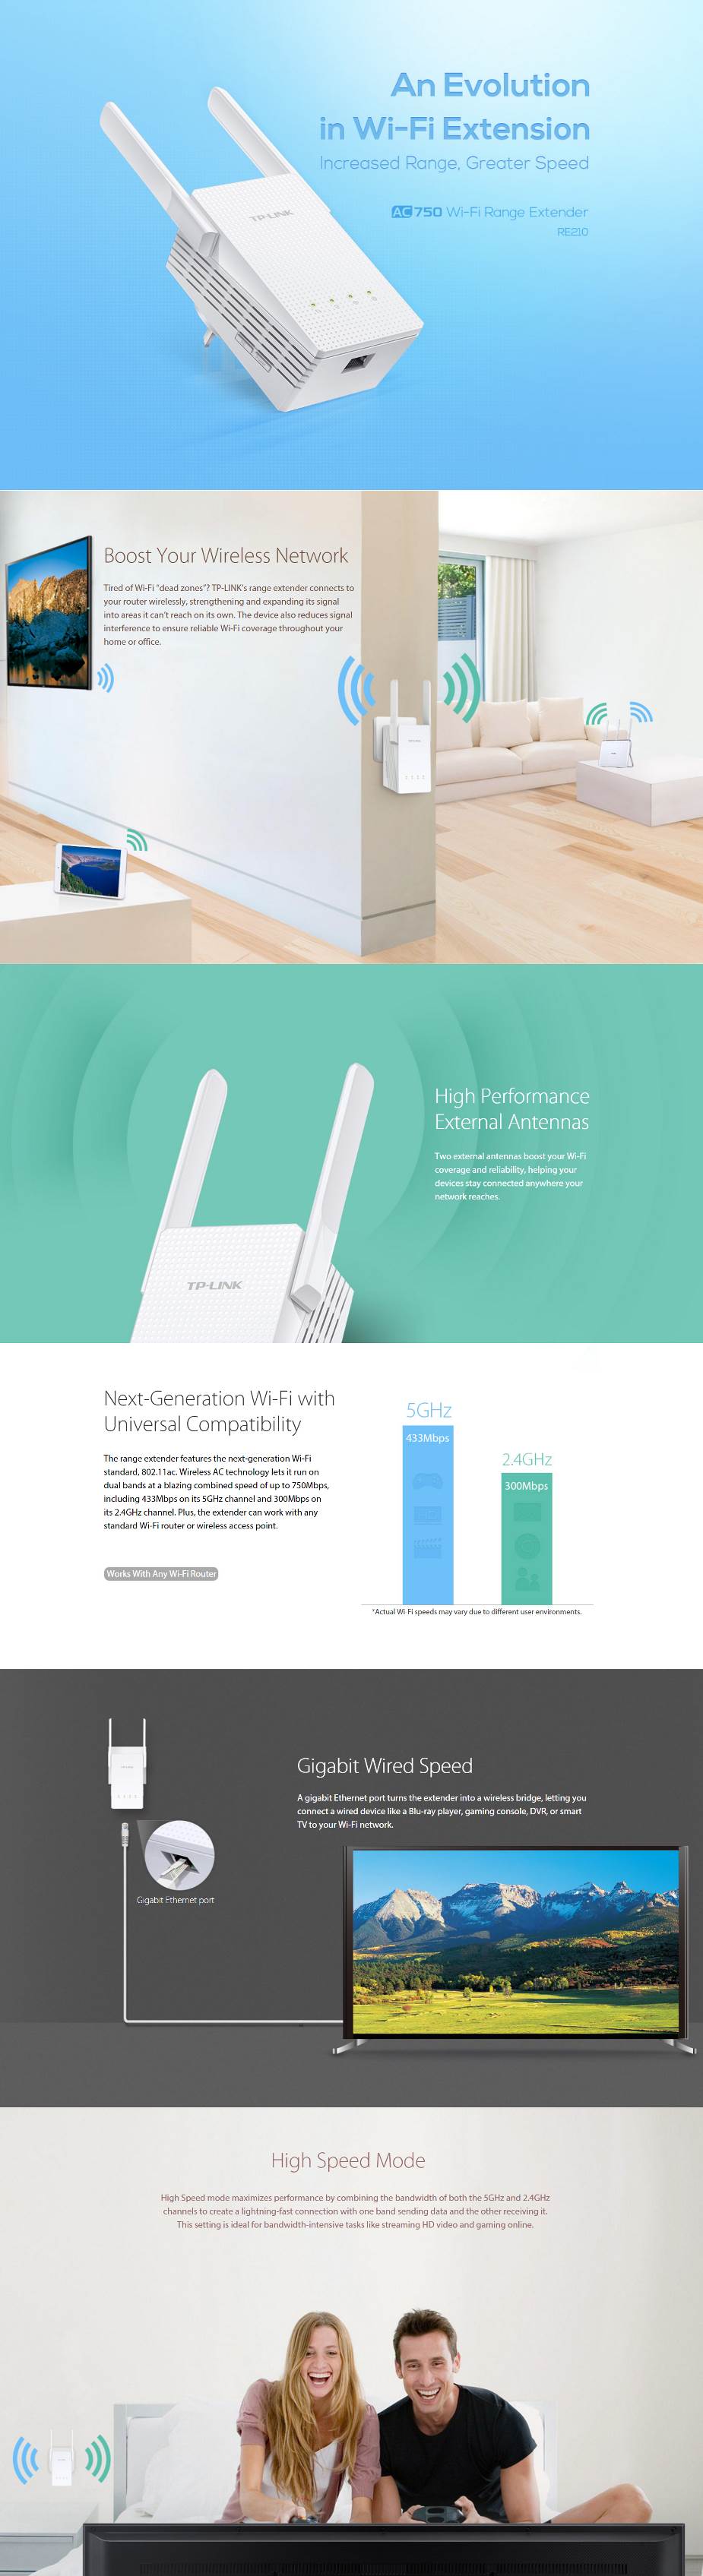 An Evolution
in Wi-Fi Extension
Increased Range, Greater Speed
AC 750 Wi-Fi Range Extender
RE210
TP-LINK
Boost Your Wireless Network
Tired of Wi-Fi "dead zones"? TP-LINK's range extender connects to
your router wirelessly, strengthening and expanding its signal
into areas it can't reach on its own. The device also reduces signal
interference to ensure reliable Wi-Fi coverage throughout your
home or office.
High Performance
External Antennas
Two external antennas boost your Wi-Fi
coverage and reliability, helping your
devices stay connected anywhere your
network reaches.
TP-LINK
Next-Generation Wi-Fi with
Universal Compatibility
The range extender features the next-generation Wi-Fi
standard, 802.11ac. Wireless AC technology lets it run on
dual bands at a blazing combined speed of up to 750Mbps,
including 433Mbps on its 5GHz channel and 300Mbps on
its 2.4GHz channel. Plus, the extender can work with any
standard Wi-Fi router or wireless access point.
Works With Any Wi-Fi Router
5GHz
433Mbps
2.4GHz
300Mbps
*Actual Wi-Fi speeds may vary due to different user environments.
Gigabit Wired Speed
A gigabit Ethernet port turns the extender into a wireless bridge, letting you
connect a wired device like a Blu-ray player, gaming console, DVR, or smart
TV to your Wi-Fi network.
Gigabit Ethernet port
High Speed Mode
High Speed mode maximizes performance by combining the bandwidth of both the 5GHz and 2.4GHz
channels to create a lightning-fast connection with one band sending data and the other receiving it.
This setting is ideal for bandwidth-intensive tasks like streaming HD video and gaming online.